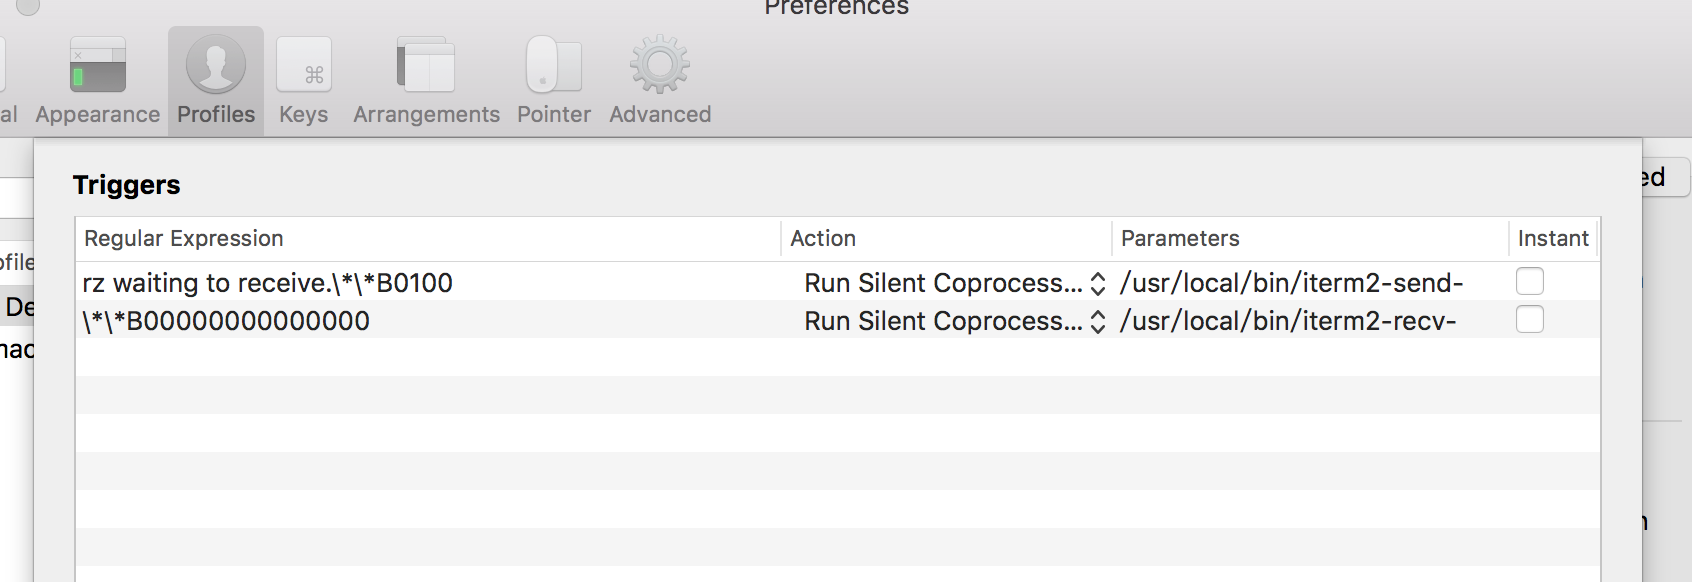 Preferences
al Appearance Profiles Keys Arrangements Pointer Advanced
Triggers
ed
Regular Expression Action Parameters Instant
ofile
rz waiting to receive.\*\*B0100 Run Silent Coprocess... /usr/local/bin/iterm2-send-
De
\*\*B00000000000000 Run Silent Coprocess... /usr/local/bin/iterm2-recv-